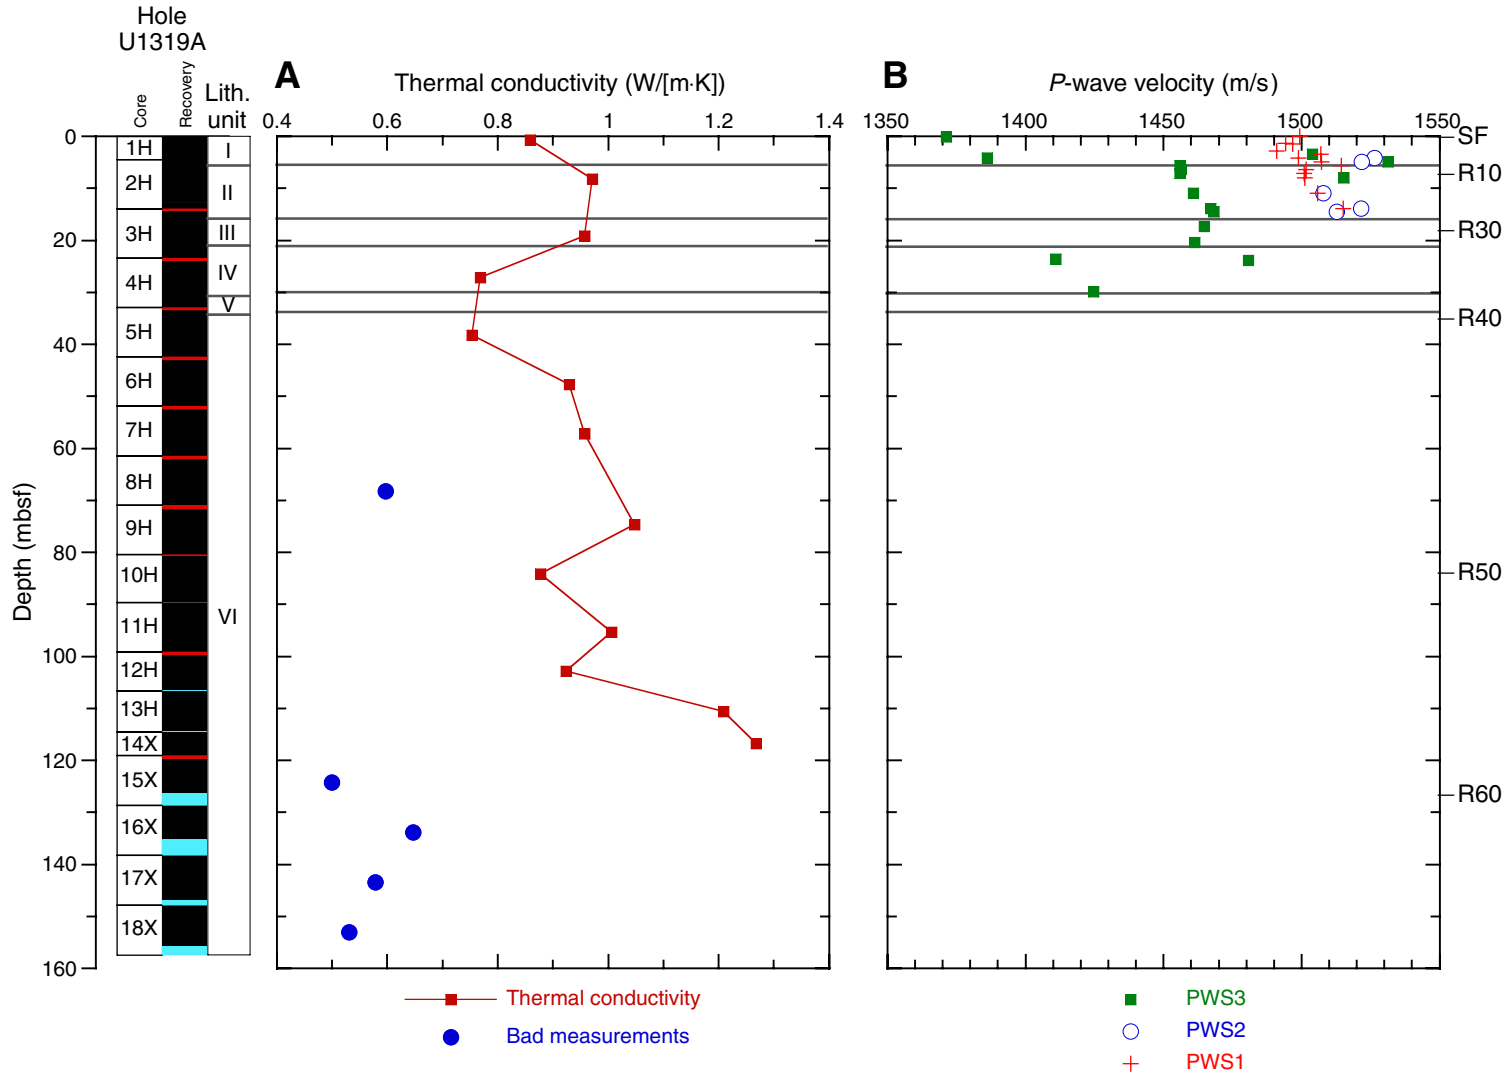 Hole
U1319A
Core
Recovery
Lith.
unit
A
Thermal conductivity (W/[m·K])
0.4 0.6 0.8 1 1.2 1.4
B
P-wave velocity (m/s)
1350 1400 1450 1500 1550
Depth (mbsf)
0
20
40
60
80
100
120
140
160
1H
2H
3H
4H
5H
6H
7H
8H
9H
10H
11H
12H
13H
14X
15X
16X
17X
18X
I
II
III
IV
V
VI
SF
R10
R30
R40
R50
R60
Thermal conductivity
Bad measurements
PWS3
PWS2
PWS1